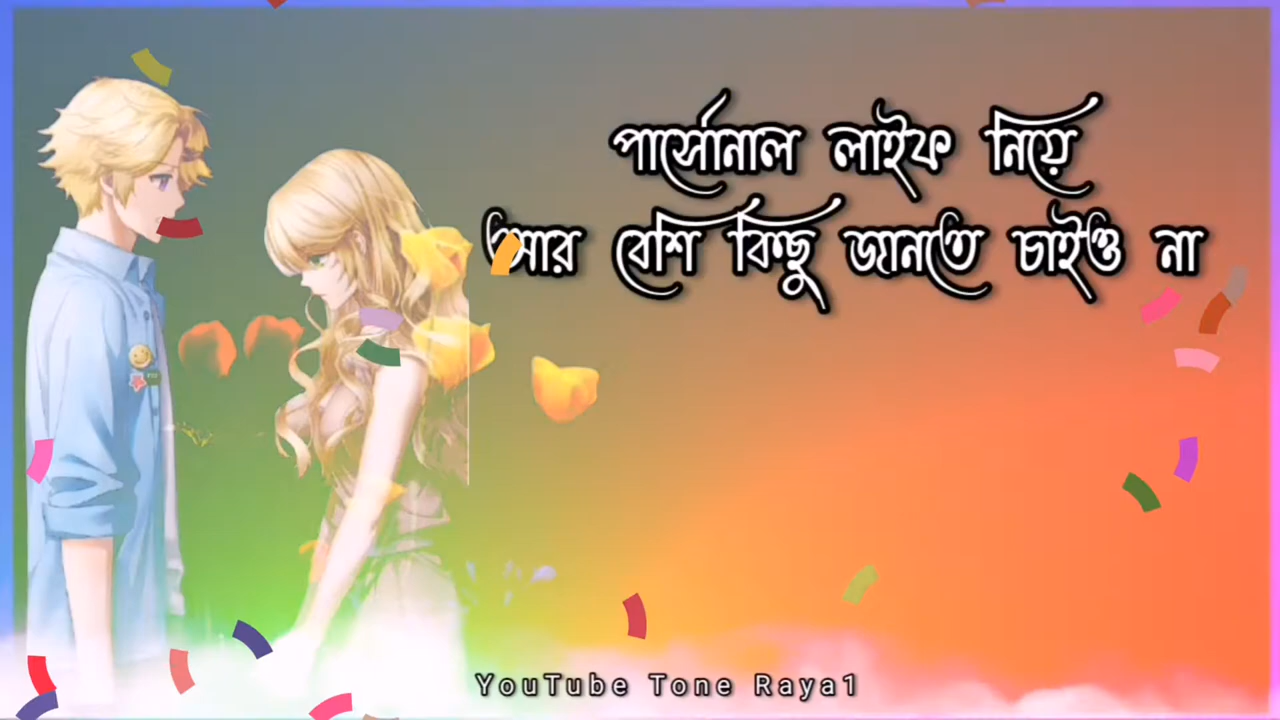 পার্সোনাল লাইফ নিয়ে
আর বেশি কিছু জানতে চাইও না
YouTube Tone Raya1